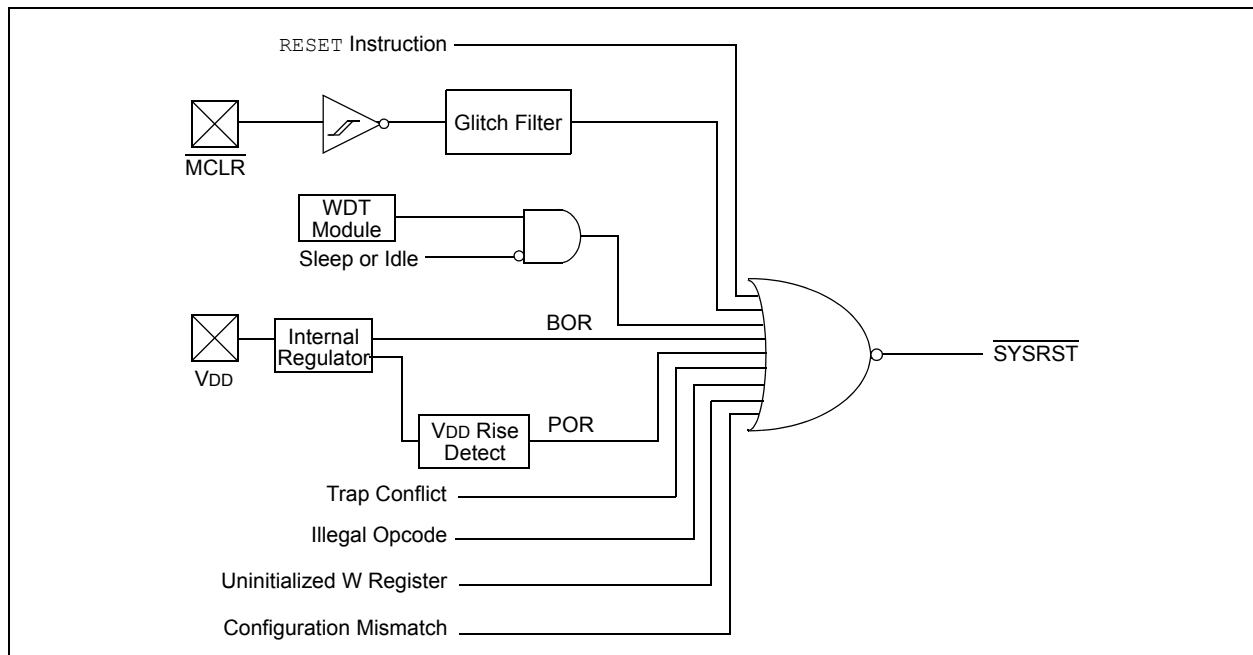 RESET Instruction
Glitch Filter
MCLR
WDT
Module
Sleep or Idle
BOR
Internal
Regulator
VDD
SYSRST
POR
VDD Rise
Detect
Trap Conflict
Illegal Opcode
Uninitialized W Register
Configuration Mismatch